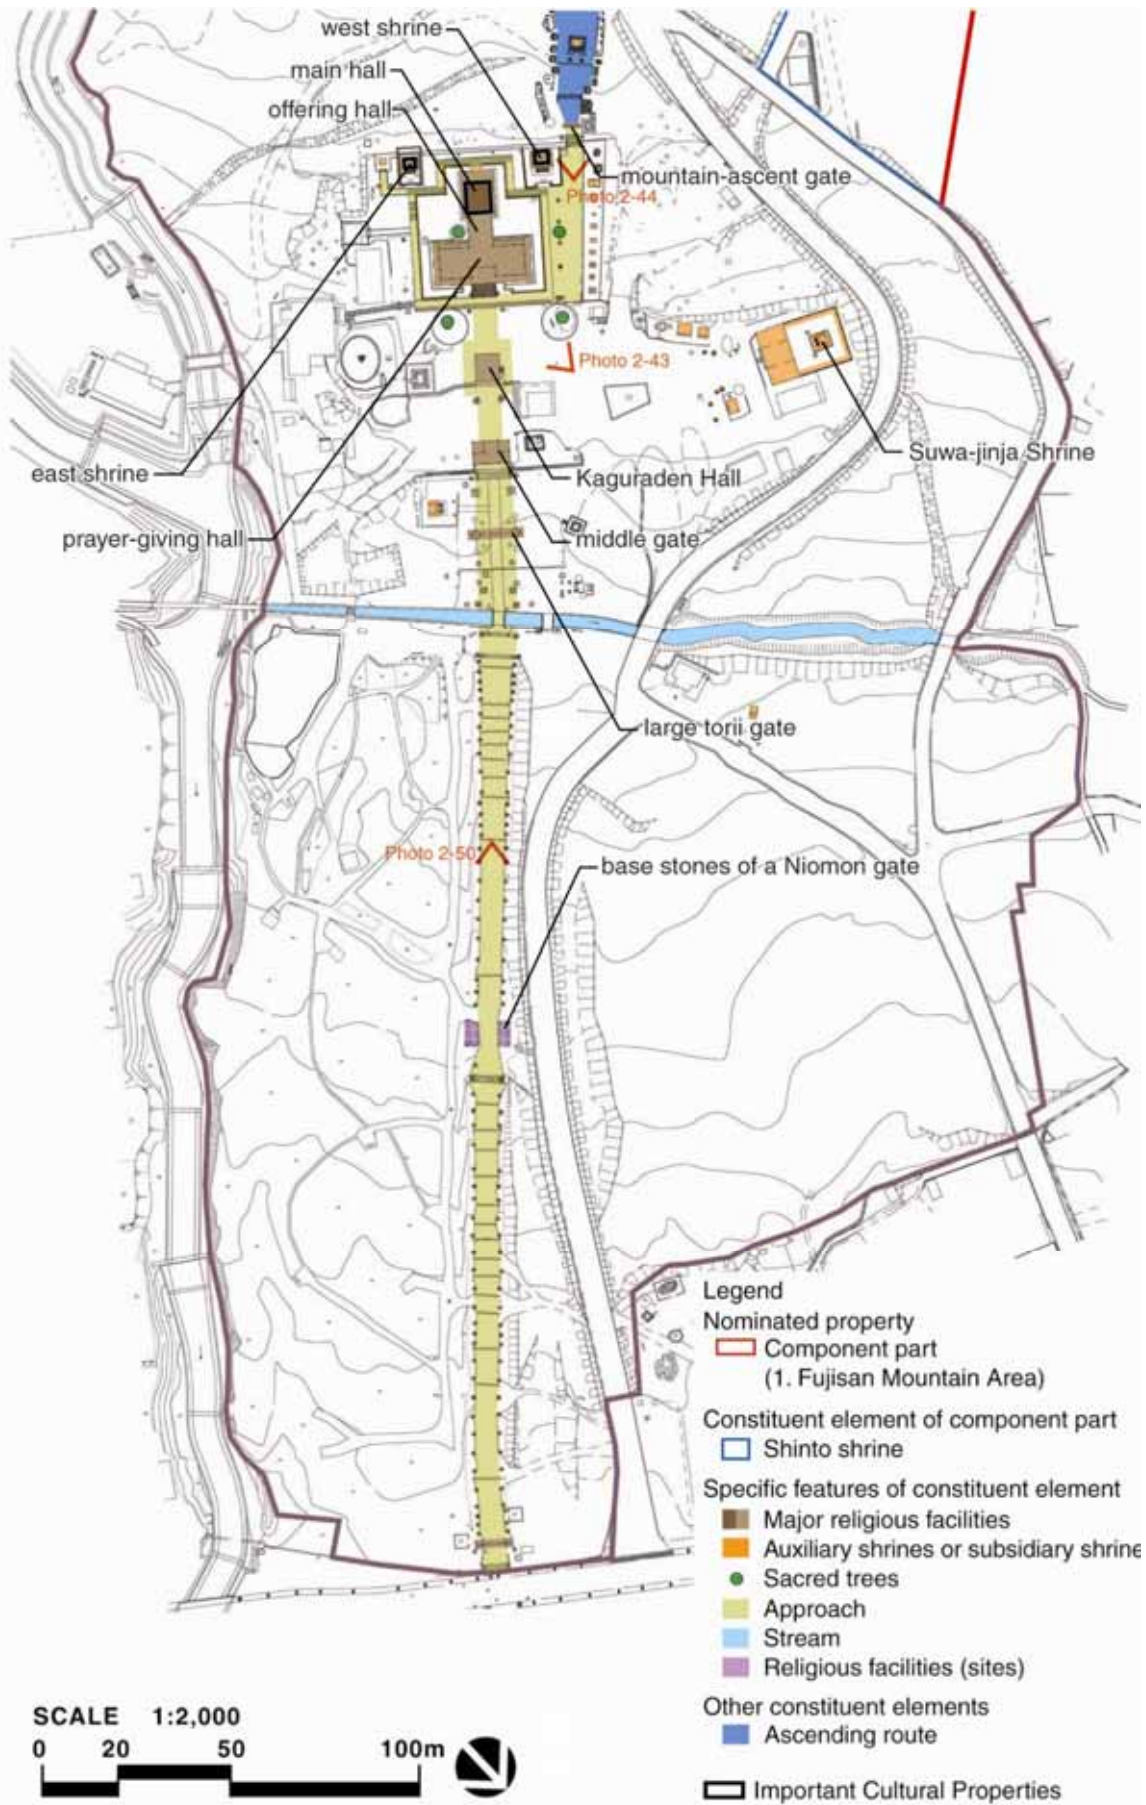 west shrine
main hall
offering hall
mountain-ascent gate
Photo 2-44
Photo 2-43
Suwa-jinja Shrine
east shrine
Kaguraden Hall
prayer-giving hall
middle gate
large torii gate
Photo 2-50
base stones of a Niomon gate
Legend
Nominated property
Component part
(1. Fujisan Mountain Area)
Constituent element of component part
Shinto shrine
Specific features of constituent element
Major religious facilities
Auxiliary shrines or subsidiary shrine
Sacred trees
Approach
Stream
Religious facilities (sites)
Other constituent elements
Ascending route
Important Cultural Properties
SCALE 1:2,000
0 20 50 100m